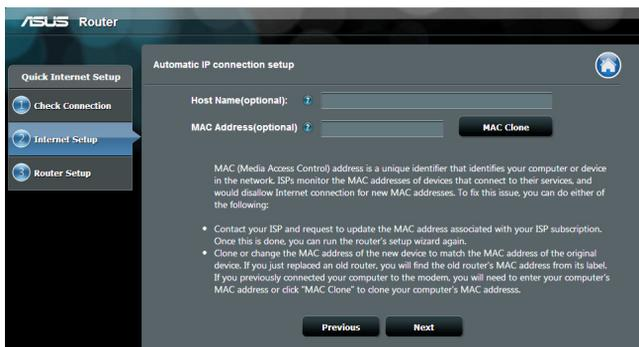 ASUS Router
Quick Internet Setup
1 Check Connection
2 Internet Setup
3 Router Setup
Automatic IP connection setup
Host Name(optional): ?
MAC Address(optional) ? MAC Clone
MAC (Media Access Control) address is a unique identifier that identifies your computer or device
in the network. ISPs monitor the MAC addresses of devices that connect to their services, and
would disallow Internet connection for new MAC addresses. To fix this issue, you can do either of
the following:
• Contact your ISP and request to update the MAC address associated with your ISP subscription.
Once this is done, you can run the router's setup wizard again.
• Clone or change the MAC address of the new device to match the MAC address of the original
device. If you just replaced an old router, you will find the old router's MAC address from its label.
If you previously connected your computer to the modem, you will need to enter your computer's
MAC address or click "MAC Clone" to clone your computer's MAC addresss.
Previous Next